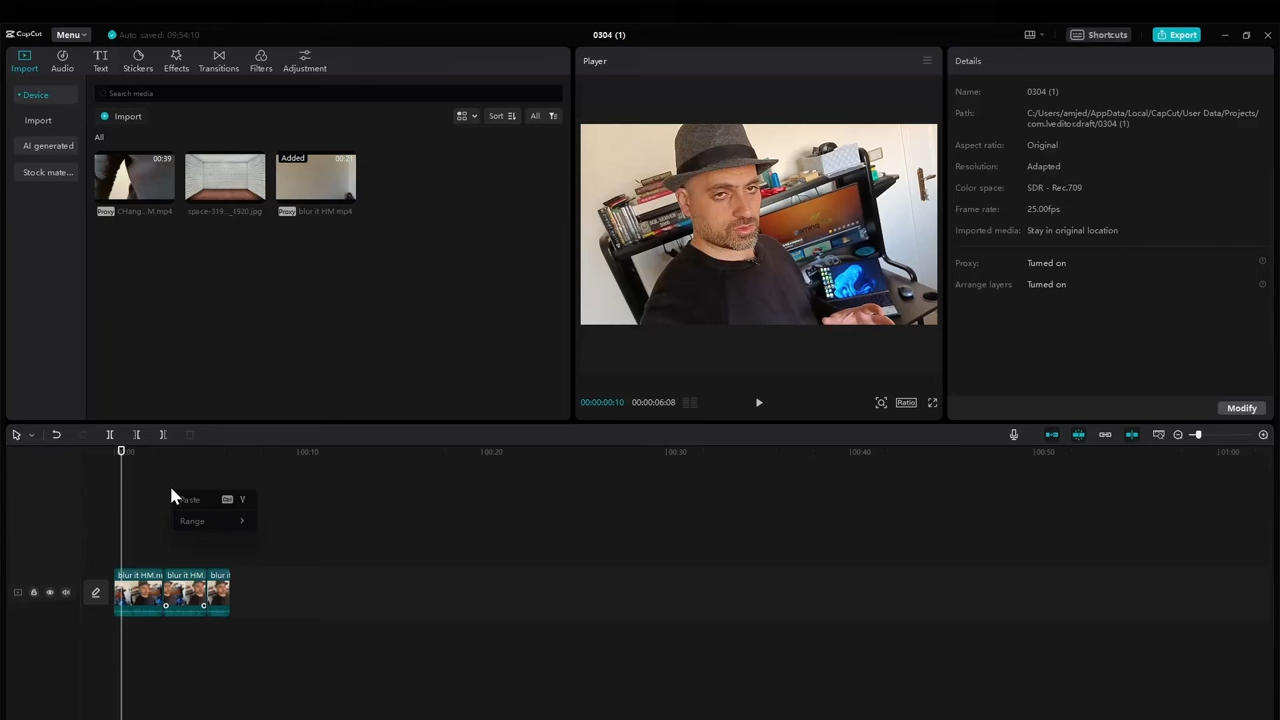 CapCut
Menu
Auto saved: 09:54:10
0304 (1)
Shortcuts
Export
Import
Audio
Text
Stickers
Effects
Transitions
Filters
Adjustment
Player
Details
Device
Import
AI generated
Stock mate...
Search media
Import
Sort
All
All
00:39
Added
00:21
Proxy
CHang...M.mp4
space-319..._1920.jpg
Proxy
blur it HM.mp4
Name:
0304 (1)
Path:
C:/Users/amjed/AppData/Local/CapCut/User Data/Projects/
com.lveditor.draft/0304 (1)
Aspect ratio:
Original
Resolution:
Adapted
Color space:
SDR - Rec.709
Frame rate:
25.00fps
Imported media:
Stay in original location
Proxy:
Turned on
Arrange layers
Turned on
Modify
00:00:00:10
00:00:06:08
Ratio
00:10
00:20
00:30
00:40
00:50
01:00
Paste
Ctrl
V
Range
blur it HM.m
blur it HM.
blur it